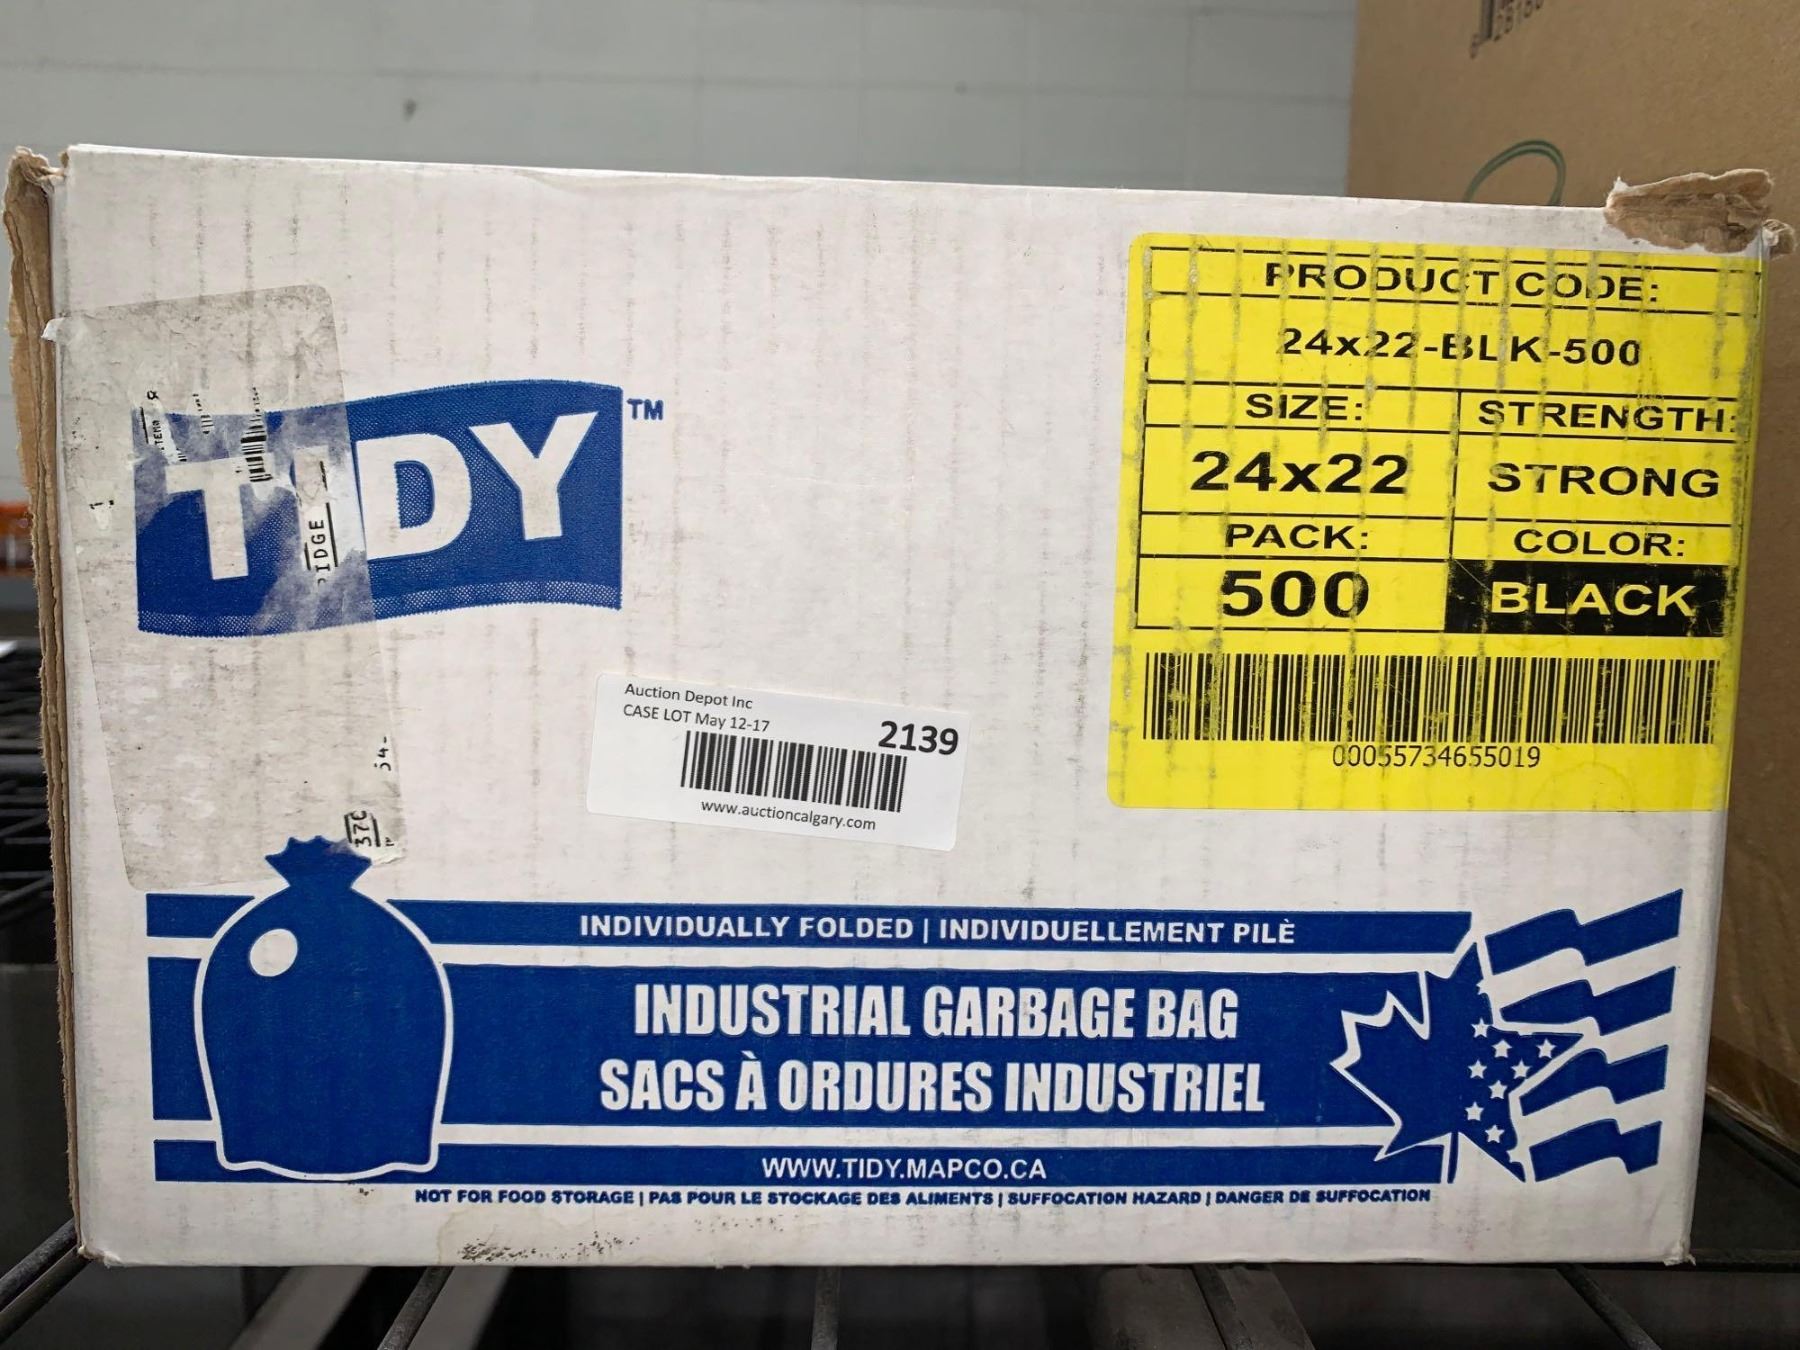 TIDY™
PRODUCT CODE:
24x22-BLK-500
SIZE: STRENGTH:
24x22 STRONG
PACK: COLOR:
500 BLACK
00055734655019
Auction Depot Inc
CASE LOT May 12-17
2139
www.auctioncalgary.com
INDIVIDUALLY FOLDED | INDIVIDUELLEMENT PILÈ
INDUSTRIAL GARBAGE BAG
SACS À ORDURES INDUSTRIEL
WWW.TIDY.MAPCO.CA
NOT FOR FOOD STORAGE | PAS POUR LE STOCKAGE DES ALIMENTS | SUFFOCATION HAZARD | DANGER DE SUFFOCATION